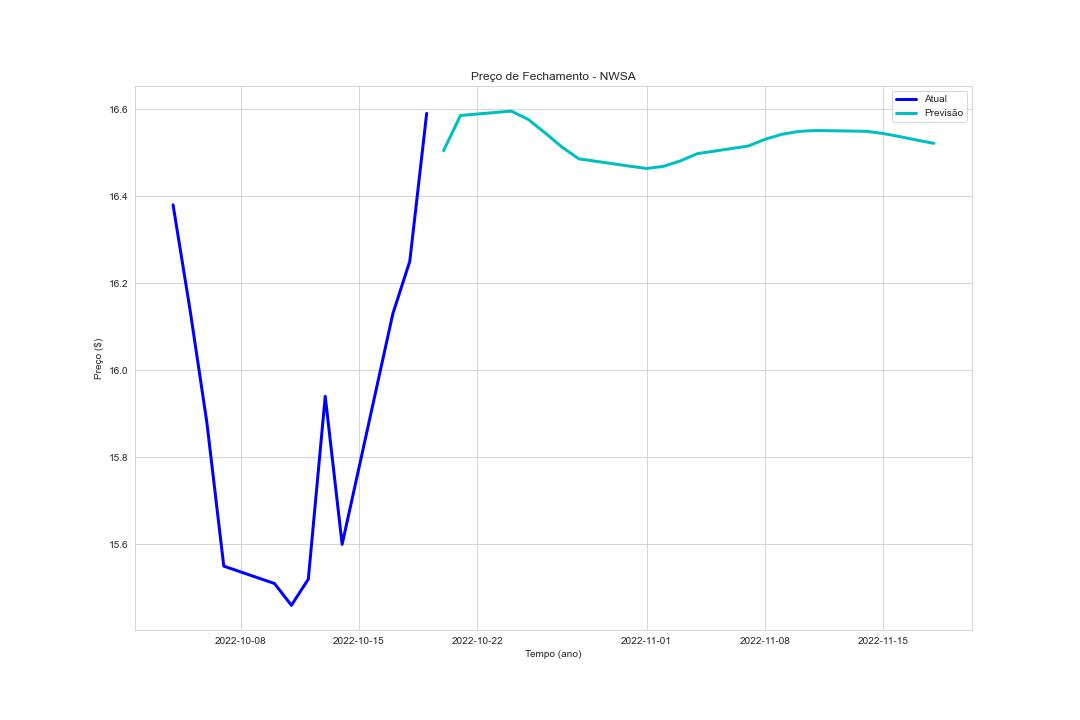 Preço de Fechamento - NWSA
Atual
Previsão
16.6
16.4
16.2
16.0
15.8
15.6
Preço ($)
2022-10-08
2022-10-15
2022-10-22
2022-11-01
2022-11-08
2022-11-15
Tempo (ano)